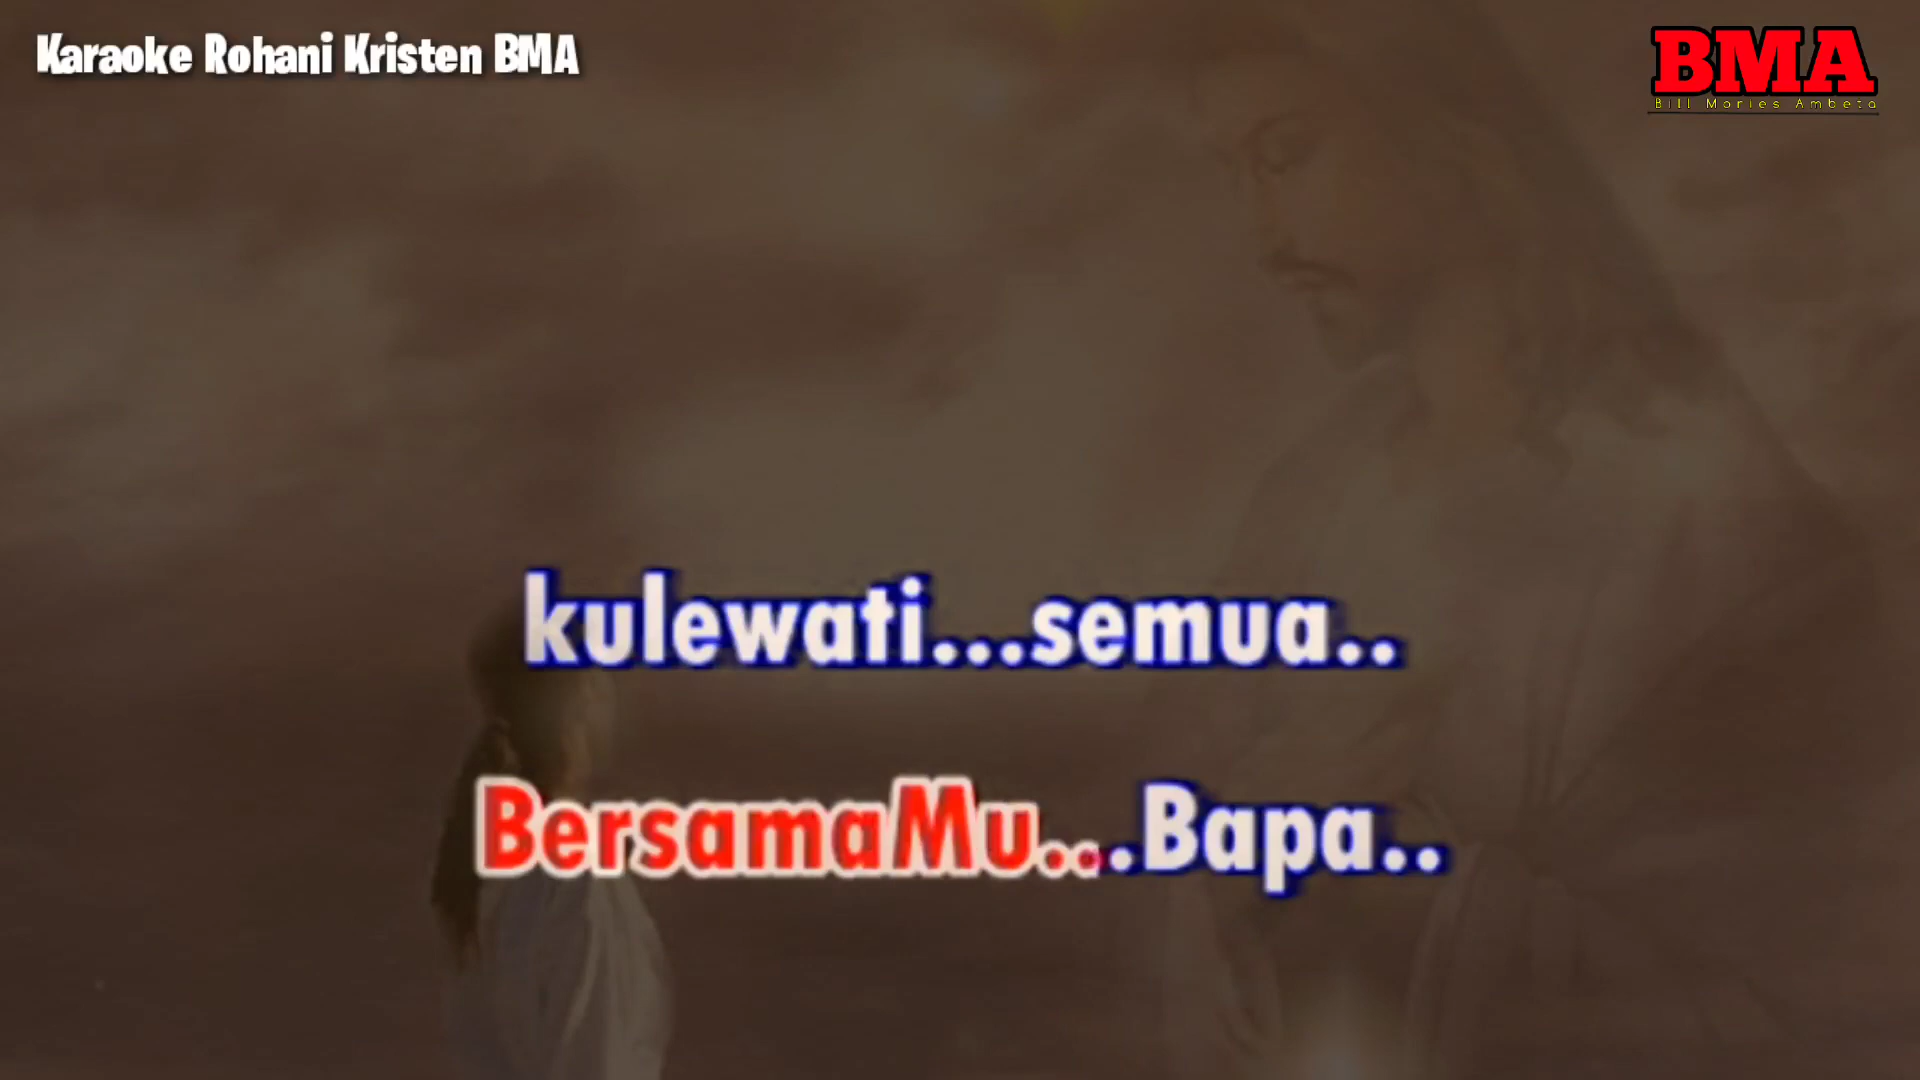 Karaoke Rohani Kristen BMA
BMA
Bill Mories Ambeta
kulewati...semua..
BersamaMu...Bapa..